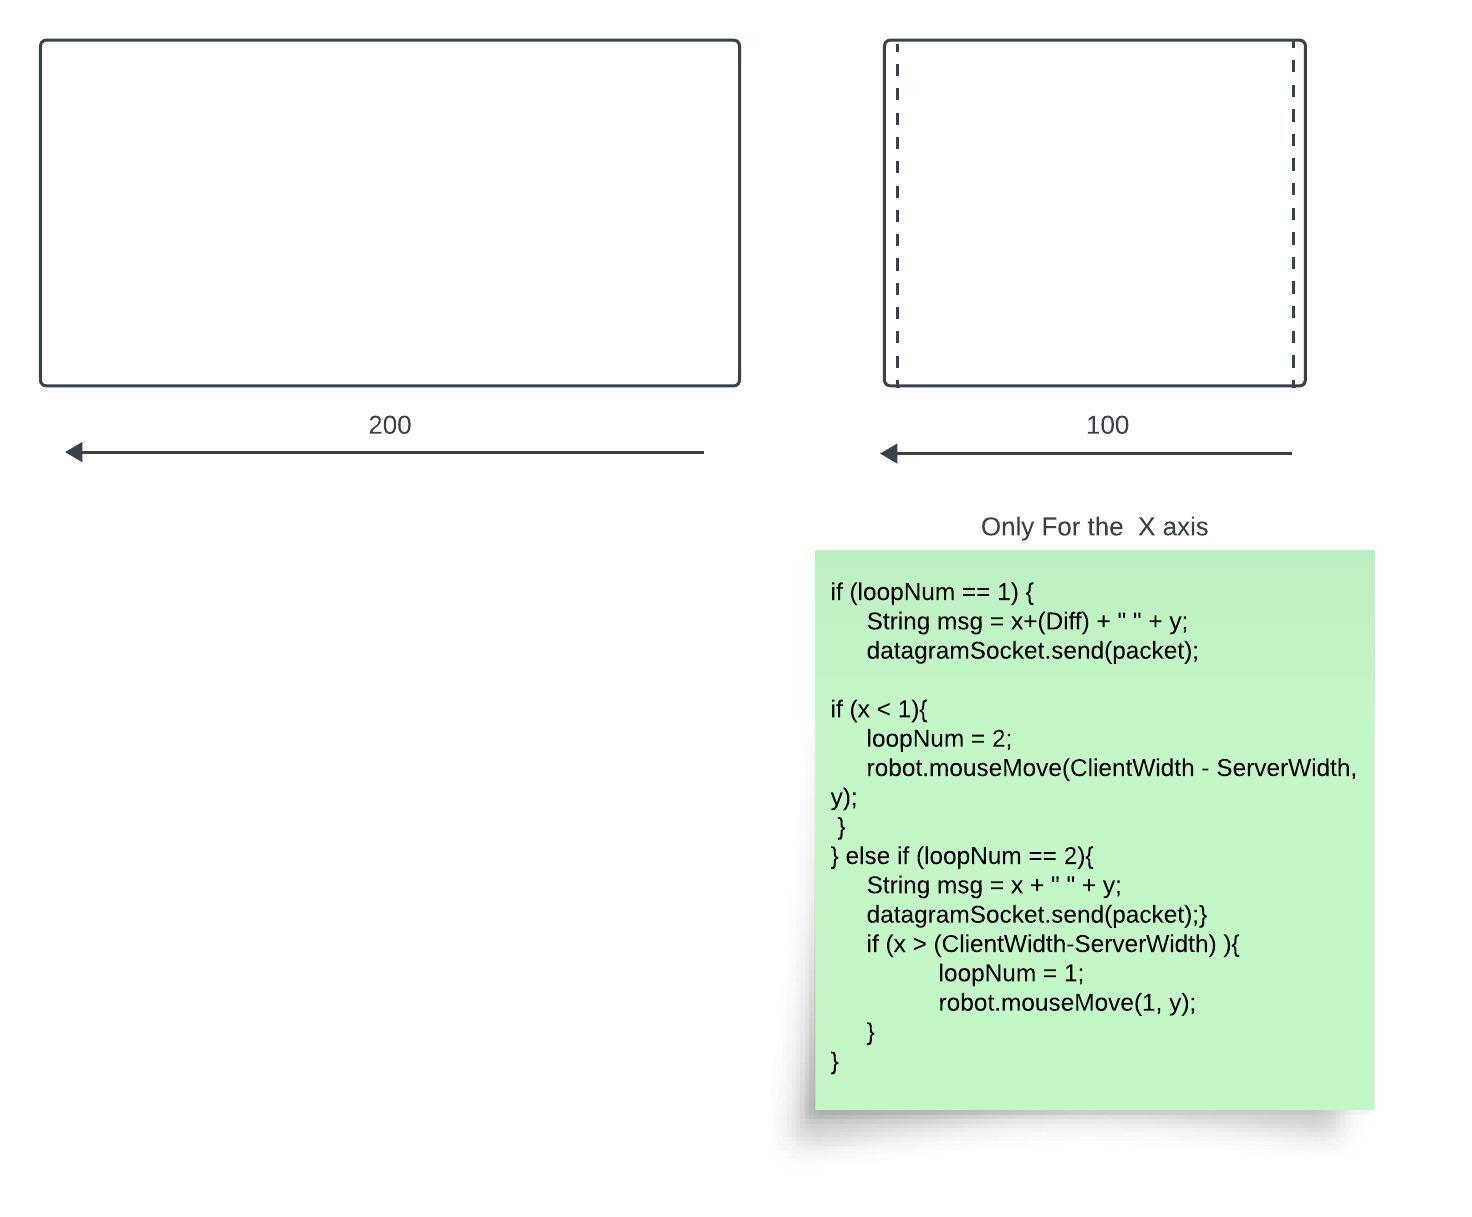 200
100
Only For the  X axis
if (loopNum == 1) {
String msg = x+(Diff) + " " + y;
datagramSocket.send(packet);
if (x < 1){
loopNum = 2;
robot.mouseMove(ClientWidth - ServerWidth,
y);
}
} else if (loopNum == 2){
String msg = x + " " + y;
datagramSocket.send(packet);}
if (x > (ClientWidth-ServerWidth) ){
loopNum = 1;
robot.mouseMove(1, y);
}
}